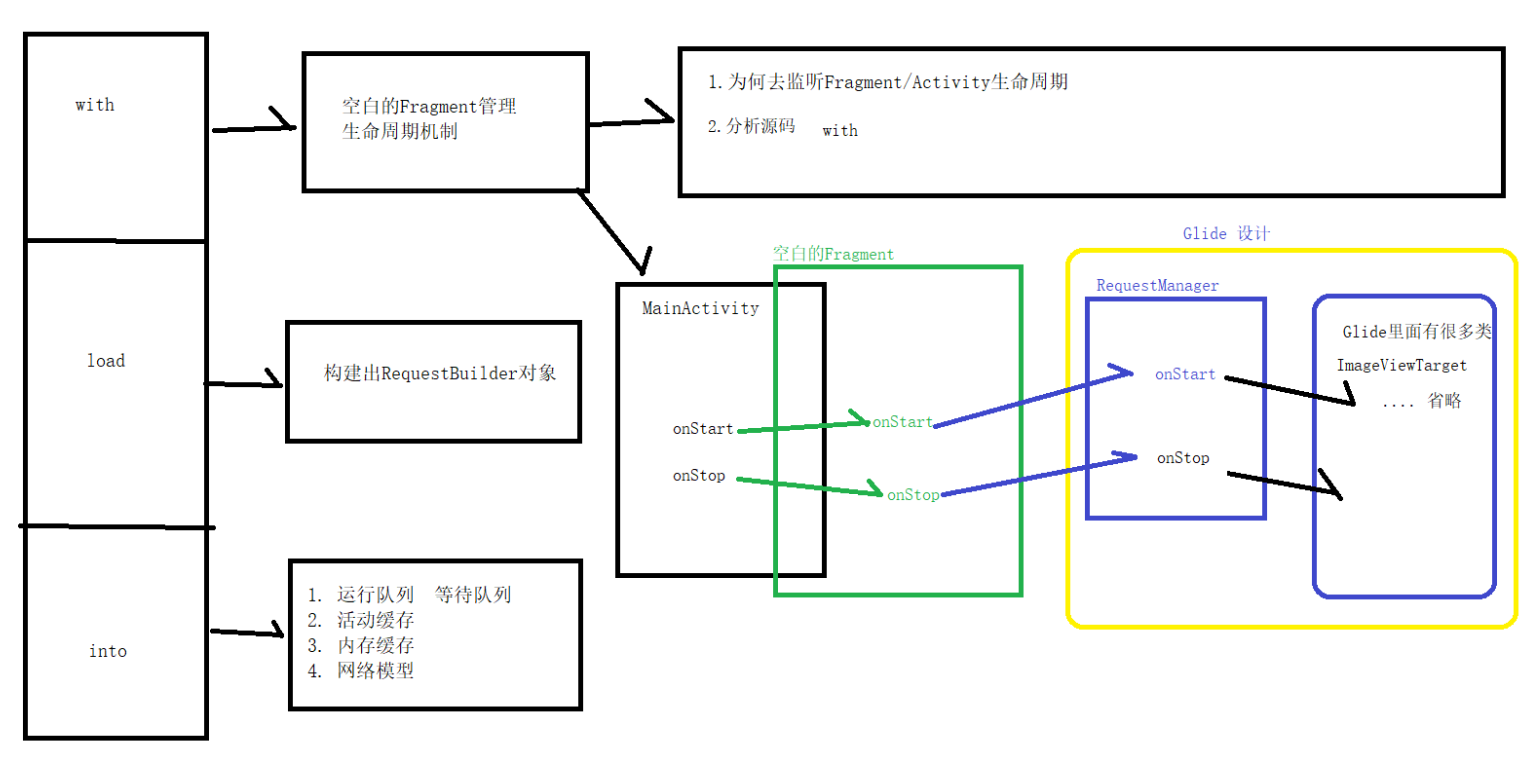 with
空白的Fragment管理
生命周期机制
1.为何去监听Fragment/Activity生命周期
2.分析源码 with
Glide 设计
空白的Fragment
RequestManager
MainActivity
Glide里面有很多类
ImageViewTarget
.... 省略
load
构建出RequestBuilder对象
onStart
onStart
onStart
onStop
onStop
onStop
into
1. 运行队列 等待队列
2. 活动缓存
3. 内存缓存
4. 网络模型